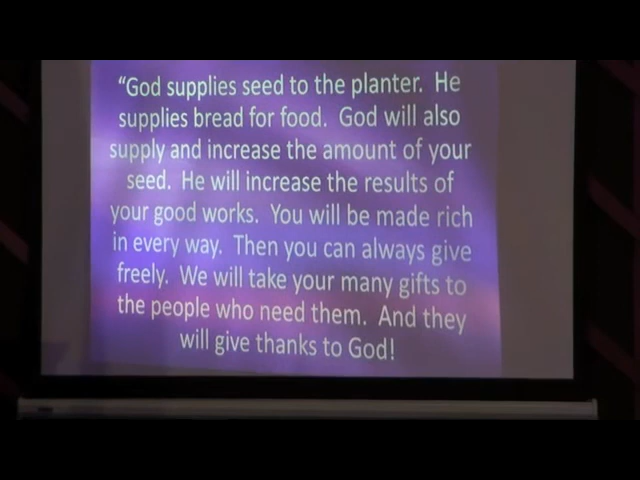 “God supplies seed to the planter. He
supplies bread for food. God will also
supply and increase the amount of your
seed. He will increase the results of
your good works. You will be made rich
in every way. Then you can always give
freely. We will take your many gifts to
the people who need them. And they
will give thanks to God!